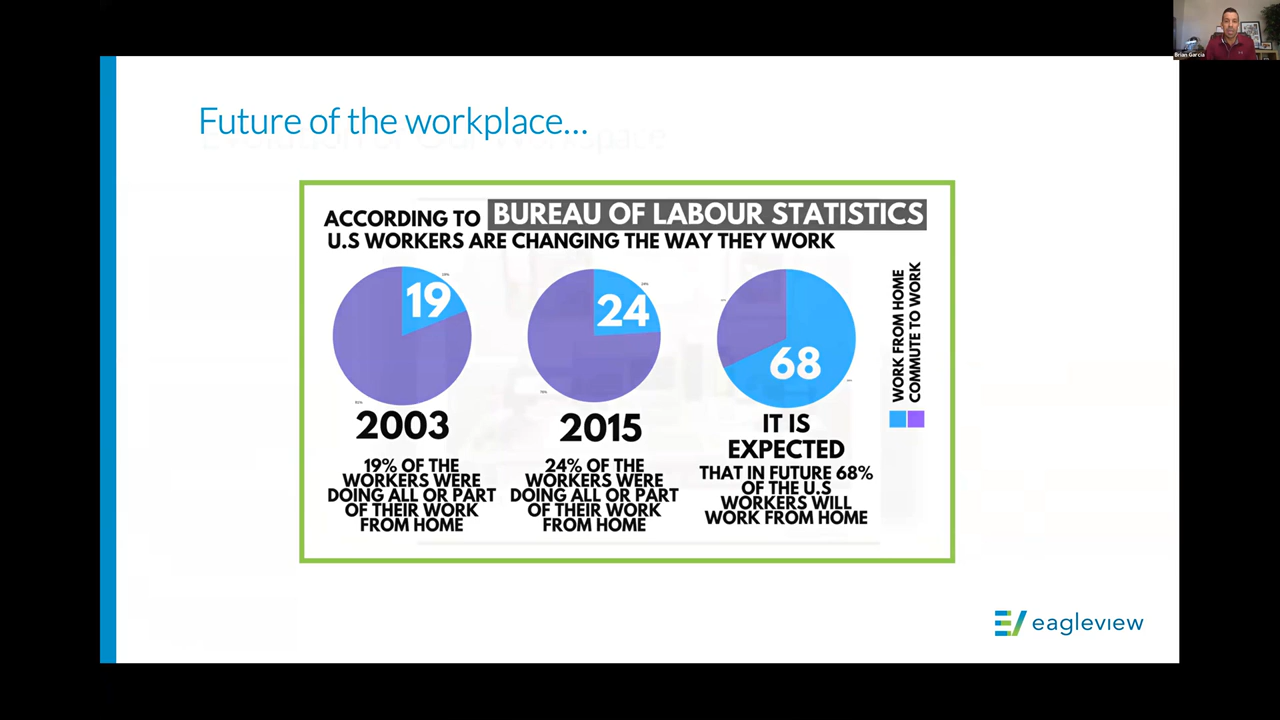 Brian Garcia
Future of the workplace...
ACCORDING TO BUREAU OF LABOUR STATISTICS
U.S WORKERS ARE CHANGING THE WAY THEY WORK
19
2003
19% OF THE
WORKERS WERE
DOING ALL OR PART
OF THEIR WORK
FROM HOME
24
2015
24% OF THE
WORKERS WERE
DOING ALL OR PART
OF THEIR WORK
FROM HOME
68
IT IS
EXPECTED
THAT IN FUTURE 68%
OF THE U.S
WORKERS WILL
WORK FROM HOME
WORK FROM HOME
COMMUTE TO WORK
eagleview